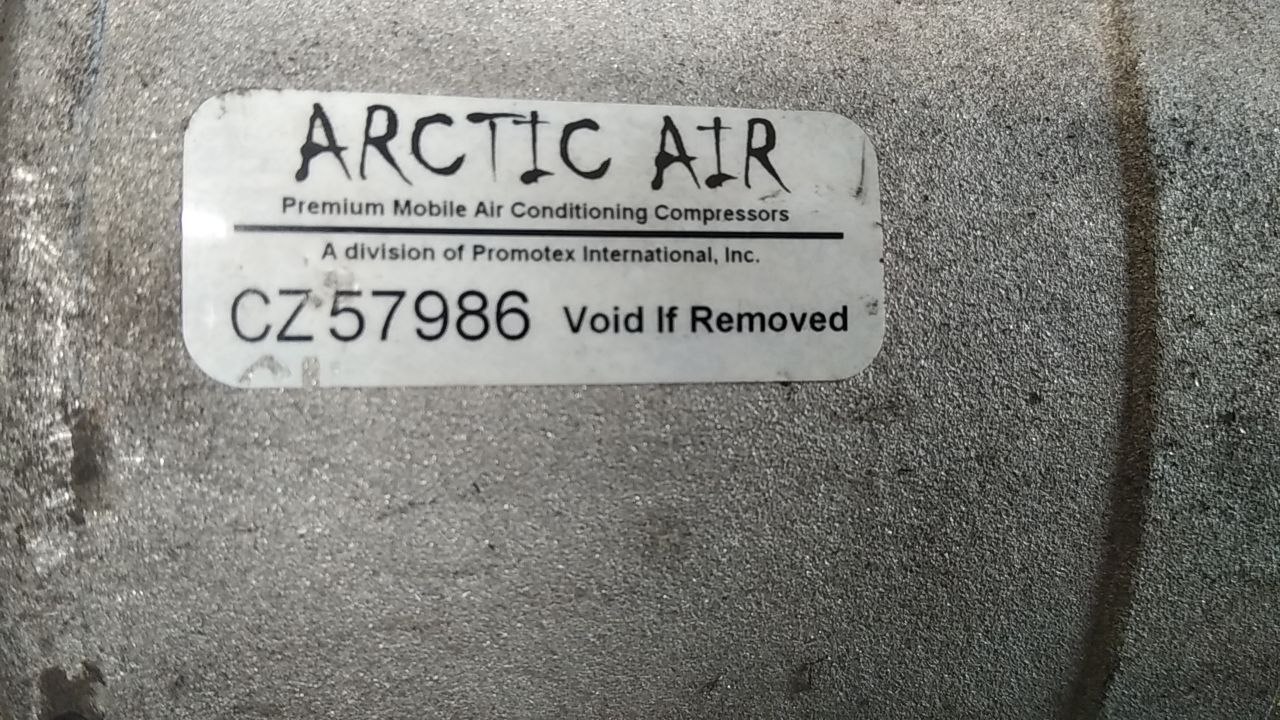 ARCTIC AIR
Premium Mobile Air Conditioning Compressors
A division of Promotex International, Inc.
CZ57986 Void If Removed